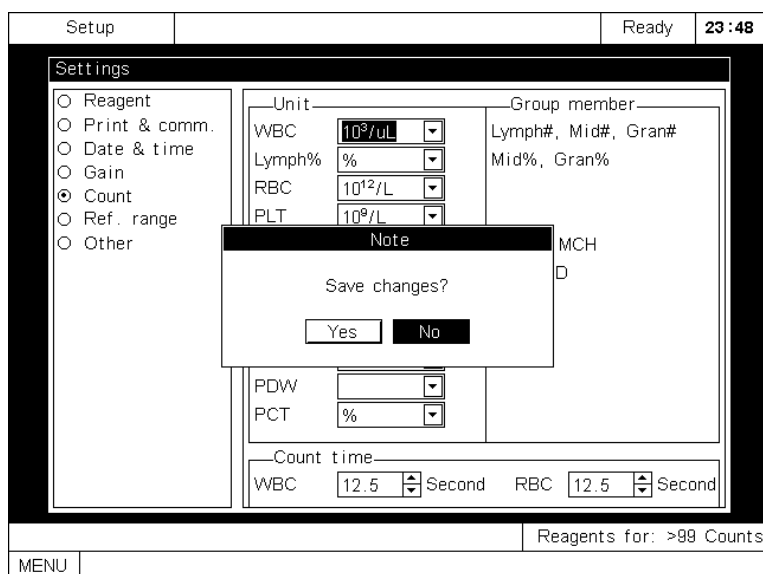 Setup Ready 23:48
Settings
Reagent
Print & comm.
Date & time
Gain
Count
Ref. range
Other
Unit Group member
WBC 10³/uL Lymph#, Mid#, Gran#
Lymph% % Mid%, Gran%
RBC 10¹²/L
PLT 10⁹/L
MCH
D
Note
Save changes?
Yes No
PDW
PCT %
Count time
WBC 12.5 Second RBC 12.5 Second
Reagents for: >99 Counts
MENU